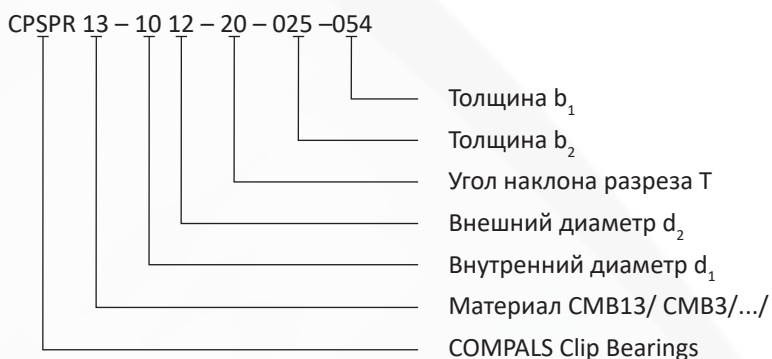 CPSPR 13 – 10 12 – 20 – 025 –054
Толщина b₁
Толщина b₂
Угол наклона разреза T
Внешний диаметр d₂
Внутренний диаметр d₁
Материал CMB13/ CMB3/.../
COMPALS Clip Bearings